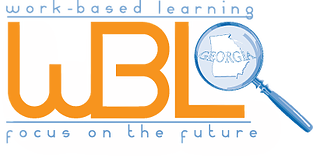 work-based learning
WBL
GEORGIA
focus on the future